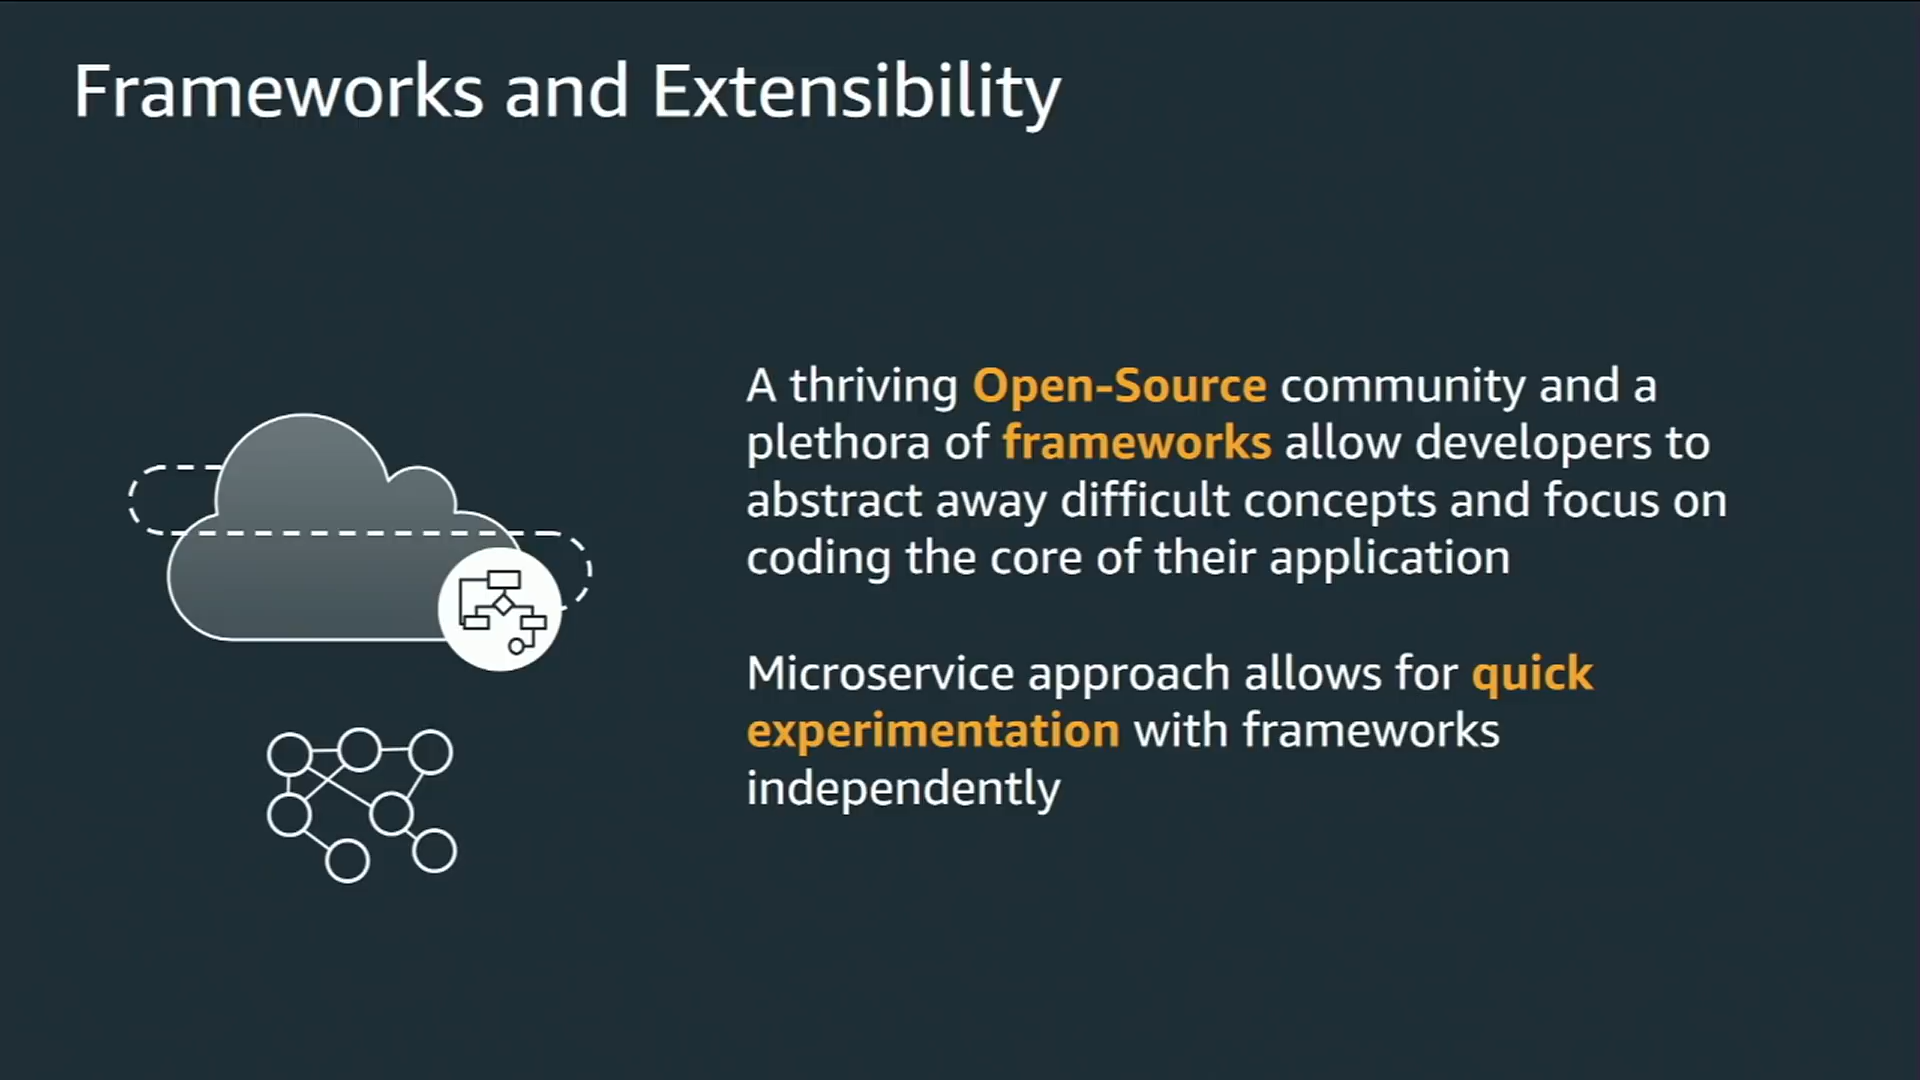 Frameworks and Extensibility
A thriving Open-Source community and a
plethora of frameworks allow developers to
abstract away difficult concepts and focus on
coding the core of their application
Microservice approach allows for quick
experimentation with frameworks
independently